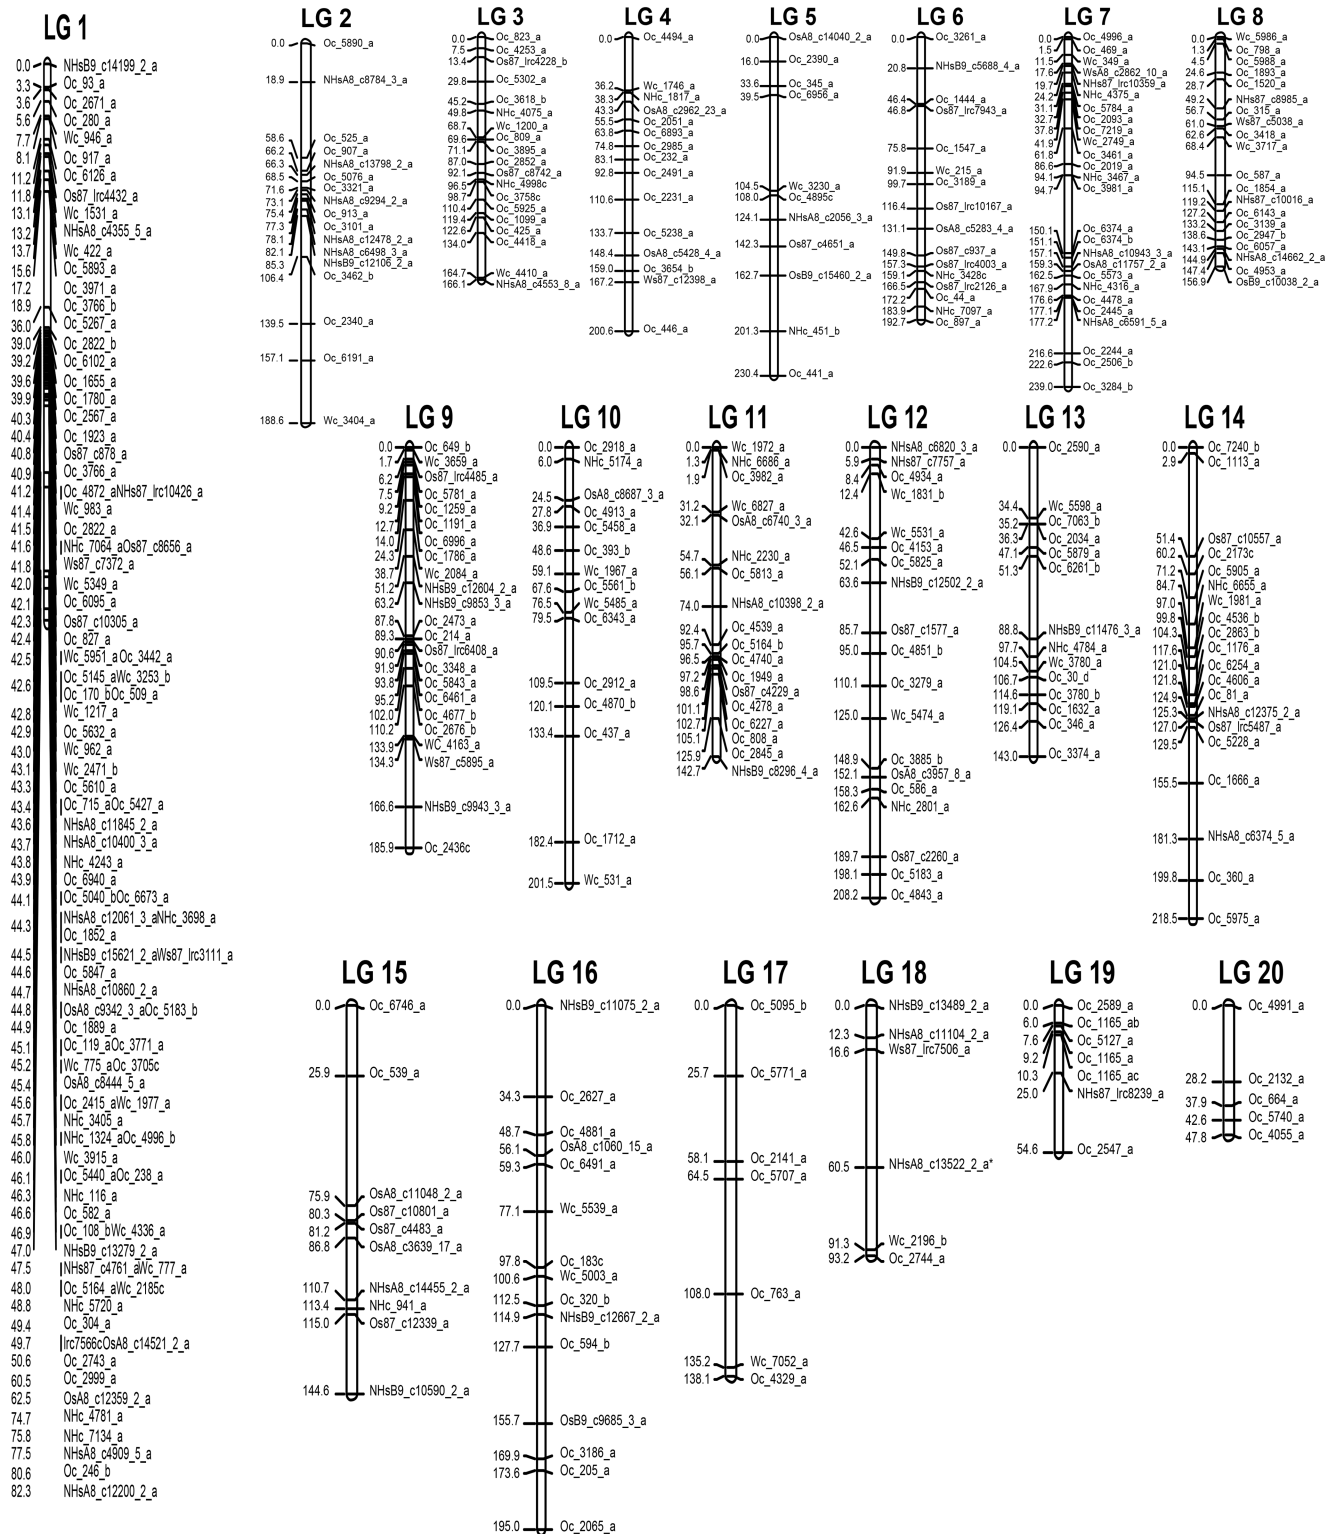 LG 1
0.0 NHsB9_c14199_2_a
3.3 Oc_93_a
3.6 Oc_2671_a
5.6 Oc_280_a
7.7 Wc_946_a
8.1 Oc_917_a
11.2 Oc_6126_a
11.8 Os87_lrc4432_a
13.1 Wc_1531_a
13.2 NHsA8_c4355_5_a
13.7 Wc_422_a
15.6 Oc_5893_a
17.2 Oc_3971_a
18.9 Oc_3766_b
36.0 Oc_5267_a
39.0 Oc_2822_b
39.2 Oc_6102_a
39.6 Oc_1655_a
39.9 Oc_1780_a
40.3 Oc_2567_a
40.4 Oc_1923_a
40.8 Os87_c878_a
40.9 Oc_3766_a
41.2 Oc_4872_aNHs87_lrc10426_a
41.4 Wc_983_a
41.5 Oc_2822_a
41.6 NHc_7064_aOs87_c8656_a
41.8 Ws87_c7372_a
42.0 Wc_5349_a
42.1 Oc_6095_a
42.3 Os87_c10305_a
42.4 Oc_827_a
42.5 Wc_5951_aOc_3442_a
42.6 Oc_5145_aWc_3253_b
Oc_170_bOc_509_a
42.8 Wc_1217_a
42.9 Oc_5632_a
43.0 Wc_962_a
43.1 Wc_2471_b
43.3 Oc_5610_a
43.4 Oc_715_aOc_5427_a
43.6 NHsA8_c11845_2_a
43.7 NHsA8_c10400_3_a
43.8 NHc_4243_a
43.9 Oc_6940_a
44.1 Oc_5040_bOc_6673_a
44.3 NHsA8_c12061_3_aNHc_3698_a
Oc_1852_a
44.5 NHsB9_c15621_2_aWs87_lrc3111_a
44.6 Oc_5847_a
44.7 NHsA8_c10860_2_a
44.8 OsA8_c9342_3_aOc_5183_b
44.9 Oc_1889_a
45.1 Oc_119_aOc_3771_a
45.2 Wc_775_aOc_3705c
45.4 OsA8_c8444_5_a
45.6 Oc_2415_aWc_1977_a
45.7 NHc_3405_a
45.8 NHc_1324_aOc_4996_b
46.0 Wc_3915_a
46.1 Oc_5440_aOc_238_a
46.3 NHc_116_a
46.6 Oc_582_a
46.9 Oc_108_bWc_4336_a
47.0 NHsB9_c13279_2_a
47.5 NHs87_c4761_aWc_777_a
48.0 Oc_5164_aWc_2185c
48.8 NHc_5720_a
49.4 Oc_304_a
49.7 lrc7566cOsA8_c14521_2_a
50.6 Oc_2743_a
60.5 Oc_2999_a
62.5 OsA8_c12359_2_a
74.7 NHc_4781_a
75.8 NHc_7134_a
77.5 NHsA8_c4909_5_a
80.6 Oc_246_b
82.3 NHsA8_c12200_2_a
LG 2
0.0 Oc_5890_a
18.9 NHsA8_c8784_3_a
58.6 Oc_525_a
66.2 Oc_907_a
66.3 NHsA8_c13798_2_a
68.5 Oc_5076_a
71.6 Oc_3321_a
73.1 NHsA8_c9294_2_a
75.4 Oc_913_a
77.3 Oc_3101_a
78.1 NHsA8_c12478_2_a
82.1 NHsA8_c6498_3_a
85.3 NHsB9_c12106_2_a
106.4 Oc_3462_b
139.5 Oc_2340_a
157.1 Oc_6191_a
188.6 Wc_3404_a
LG 3
0.0 Oc_823_a
7.5 Oc_4253_a
13.4 Os87_lrc4228_b
29.8 Oc_5302_a
45.2 Oc_3618_b
49.8 NHc_4075_a
68.7 Wc_1200_a
69.6 Oc_809_a
71.1 Oc_3895_a
87.0 Oc_2852_a
92.1 Os87_c8742_a
96.5 NHc_4998c
98.7 Oc_3758c
110.4 Oc_5925_a
119.4 Oc_1099_a
122.6 Oc_425_a
134.0 Oc_4418_a
164.7 Wc_4410_a
166.1 NHsA8_c4553_8_a
LG 4
0.0 Oc_4494_a
36.2 Wc_1746_a
38.3 NHc_1817_a
43.3 OsA8_c2962_23_a
55.5 Oc_2051_a
63.8 Oc_6893_a
74.8 Oc_2985_a
83.1 Oc_232_a
92.8 Oc_2491_a
110.6 Oc_2231_a
133.7 Oc_5238_a
148.4 OsA8_c5428_4_a
159.0 Oc_3654_b
167.2 Ws87_c12398_a
200.6 Oc_446_a
LG 5
0.0 OsA8_c14040_2_a
16.0 Oc_2390_a
33.6 Oc_345_a
39.5 Oc_6956_a
104.5 Wc_3230_a
108.0 Oc_4895c
124.1 NHsA8_c2056_3_a
142.3 Os87_c4651_a
162.7 OsB9_c15460_2_a
201.3 NHc_451_b
230.4 Oc_441_a
LG 6
0.0 Oc_3261_a
20.8 NHsB9_c5688_4_a
46.4 Oc_1444_a
46.8 Os87_lrc7943_a
75.8 Oc_1547_a
91.9 Wc_215_a
99.7 Oc_3189_a
116.4 Os87_lrc10167_a
131.1 OsA8_c5283_4_a
149.8 Os87_c937_a
157.3 Os87_lrc4003_a
159.1 NHc_3428c
166.5 Os87_lrc2126_a
172.2 Oc_44_a
183.9 NHc_7097_a
192.7 Oc_897_a
LG 7
0.0 Oc_4996_a
1.5 Oc_469_a
11.5 Wc_349_a
17.6 WsA8_c2862_10_a
19.7 NHs87_lrc10359_a
24.2 NHc_4375_a
31.1 Oc_5784_a
32.7 Oc_2093_a
37.8 Oc_7219_a
41.9 Wc_2749_a
61.8 Oc_3461_a
86.6 Oc_2019_a
94.1 NHc_3467_a
94.7 Oc_3981_a
150.1 Oc_6374_a
151.1 Oc_6374_b
157.1 NHsA8_c10943_3_a
159.3 OsA8_c11757_2_a
162.5 Oc_5573_a
167.9 NHc_4316_a
176.6 Oc_4478_a
177.1 Oc_2445_a
177.2 NHsA8_c6591_5_a
216.6 Oc_2244_a
222.6 Oc_2506_b
239.0 Oc_3284_b
LG 8
0.0 Wc_5986_a
1.3 Oc_798_a
4.5 Oc_5988_a
24.6 Oc_1893_a
28.7 Oc_1520_a
49.2 NHs87_c8985_a
56.7 Oc_315_a
61.0 Ws87_c5038_a
62.6 Oc_3418_a
68.4 Wc_3717_a
94.5 Oc_587_a
115.1 Oc_1854_a
119.2 NHs87_c10016_a
127.2 Oc_6143_a
133.2 Oc_3139_a
138.6 Oc_2947_b
143.1 Oc_6057_a
144.9 NHsA8_c14662_2_a
147.4 Oc_4953_a
156.9 OsB9_c10038_2_a
LG 9
0.0 Oc_649_b
1.7 Wc_3659_a
6.2 Os87_lrc4485_a
7.5 Oc_5781_a
9.2 Oc_1259_a
12.7 Oc_1191_a
14.0 Oc_6996_a
24.3 Oc_1786_a
38.7 Wc_2084_a
51.2 NHsB9_c12604_2_a
63.2 NHsB9_c9853_3_a
87.8 Oc_2473_a
89.3 Oc_214_a
90.6 Os87_lrc6408_a
91.9 Oc_3348_a
93.8 Oc_5843_a
95.2 Oc_6461_a
102.0 Oc_4677_b
110.2 Oc_2676_b
133.9 WC_4163_a
134.3 Ws87_c5895_a
166.6 NHsB9_c9943_3_a
185.9 Oc_2436c
LG 10
0.0 Oc_2918_a
6.0 NHc_5174_a
24.5 OsA8_c8687_3_a
27.8 Oc_4913_a
36.9 Oc_5458_a
48.6 Oc_393_b
59.1 Wc_1967_a
67.6 Oc_5561_b
76.5 Wc_5485_a
79.5 Oc_6343_a
109.5 Oc_2912_a
120.1 Oc_4870_b
133.4 Oc_437_a
182.4 Oc_1712_a
201.5 Wc_531_a
LG 11
0.0 Wc_1972_a
1.3 NHc_6686_a
1.9 Oc_3982_a
31.2 Wc_6827_a
32.1 OsA8_c6740_3_a
54.7 NHc_2230_a
56.1 Oc_5813_a
74.0 NHsA8_c10398_2_a
92.4 Oc_4539_a
95.7 Oc_5164_b
96.5 Oc_4740_a
97.2 Oc_1949_a
98.6 Os87_c4229_a
101.1 Oc_4278_a
102.7 Oc_6227_a
105.1 Oc_808_a
125.9 Oc_2845_a
142.7 NHsB9_c8296_4_a
LG 12
0.0 NHsA8_c6820_3_a
5.9 NHs87_c7757_a
8.4 Oc_4934_a
12.4 Wc_1831_b
42.6 Wc_5531_a
46.5 Oc_4153_a
52.1 Oc_5825_a
63.6 NHsB9_c12502_2_a
85.7 Os87_c1577_a
95.0 Oc_4851_b
110.1 Oc_3279_a
125.0 Wc_5474_a
148.9 Oc_3885_b
152.1 OsA8_c3957_8_a
158.3 Oc_586_a
162.6 NHc_2801_a
189.7 Os87_c2260_a
198.1 Oc_5183_a
208.2 Oc_4843_a
LG 13
0.0 Oc_2590_a
34.4 Wc_5598_a
35.2 Oc_7063_b
36.3 Oc_2034_a
47.1 Oc_5879_a
51.3 Oc_6261_b
88.8 NHsB9_c11476_3_a
97.7 NHc_4784_a
104.5 Wc_3780_a
106.7 Oc_30_d
114.6 Oc_3780_b
119.1 Oc_1632_a
126.4 Oc_346_a
143.0 Oc_3374_a
LG 14
0.0 Oc_7240_b
2.9 Oc_1113_a
51.4 Os87_c10557_a
60.2 Oc_2173c
71.2 Oc_5905_a
84.7 NHc_6655_a
97.0 Wc_1981_a
99.8 Oc_4536_b
104.3 Oc_2863_b
117.6 Oc_1176_a
121.0 Oc_6254_a
121.8 Oc_4606_a
124.9 Oc_81_a
125.3 NHsA8_c12375_2_a
127.0 Os87_lrc5487_a
129.5 Oc_5228_a
155.5 Oc_1666_a
181.3 NHsA8_c6374_5_a
199.8 Oc_360_a
218.5 Oc_5975_a
LG 15
0.0 Oc_6746_a
25.9 Oc_539_a
75.9 OsA8_c11048_2_a
80.3 Os87_c10801_a
81.2 Os87_c4483_a
86.8 OsA8_c3639_17_a
110.7 NHsA8_c14455_2_a
113.4 NHc_941_a
115.0 Os87_c12339_a
144.6 NHsB9_c10590_2_a
LG 16
0.0 NHsB9_c11075_2_a
34.3 Oc_2627_a
48.7 Oc_4881_a
56.1 OsA8_c1060_15_a
59.3 Oc_6491_a
77.1 Wc_5539_a
97.8 Oc_183c
100.6 Wc_5003_a
112.5 Oc_320_b
114.9 NHsB9_c12667_2_a
127.7 Oc_594_b
155.7 OsB9_c9685_3_a
169.9 Oc_3186_a
173.6 Oc_205_a
195.0 Oc_2065_a
LG 17
0.0 Oc_5095_b
25.7 Oc_5771_a
58.1 Oc_2141_a
64.5 Oc_5707_a
108.0 Oc_763_a
135.2 Wc_7052_a
138.1 Oc_4329_a
LG 18
0.0 NHsB9_c13489_2_a
12.3 NHsA8_c11104_2_a
16.6 Ws87_lrc7506_a
60.5 NHsA8_c13522_2_a*
91.3 Wc_2196_b
93.2 Oc_2744_a
LG 19
0.0 Oc_2589_a
6.0 Oc_1165_ab
7.6 Oc_5127_a
9.2 Oc_1165_a
10.3 Oc_1165_ac
25.0 NHs87_lrc8239_a
54.6 Oc_2547_a
LG 20
0.0 Oc_4991_a
28.2 Oc_2132_a
37.9 Oc_664_a
42.6 Oc_5740_a
47.8 Oc_4055_a